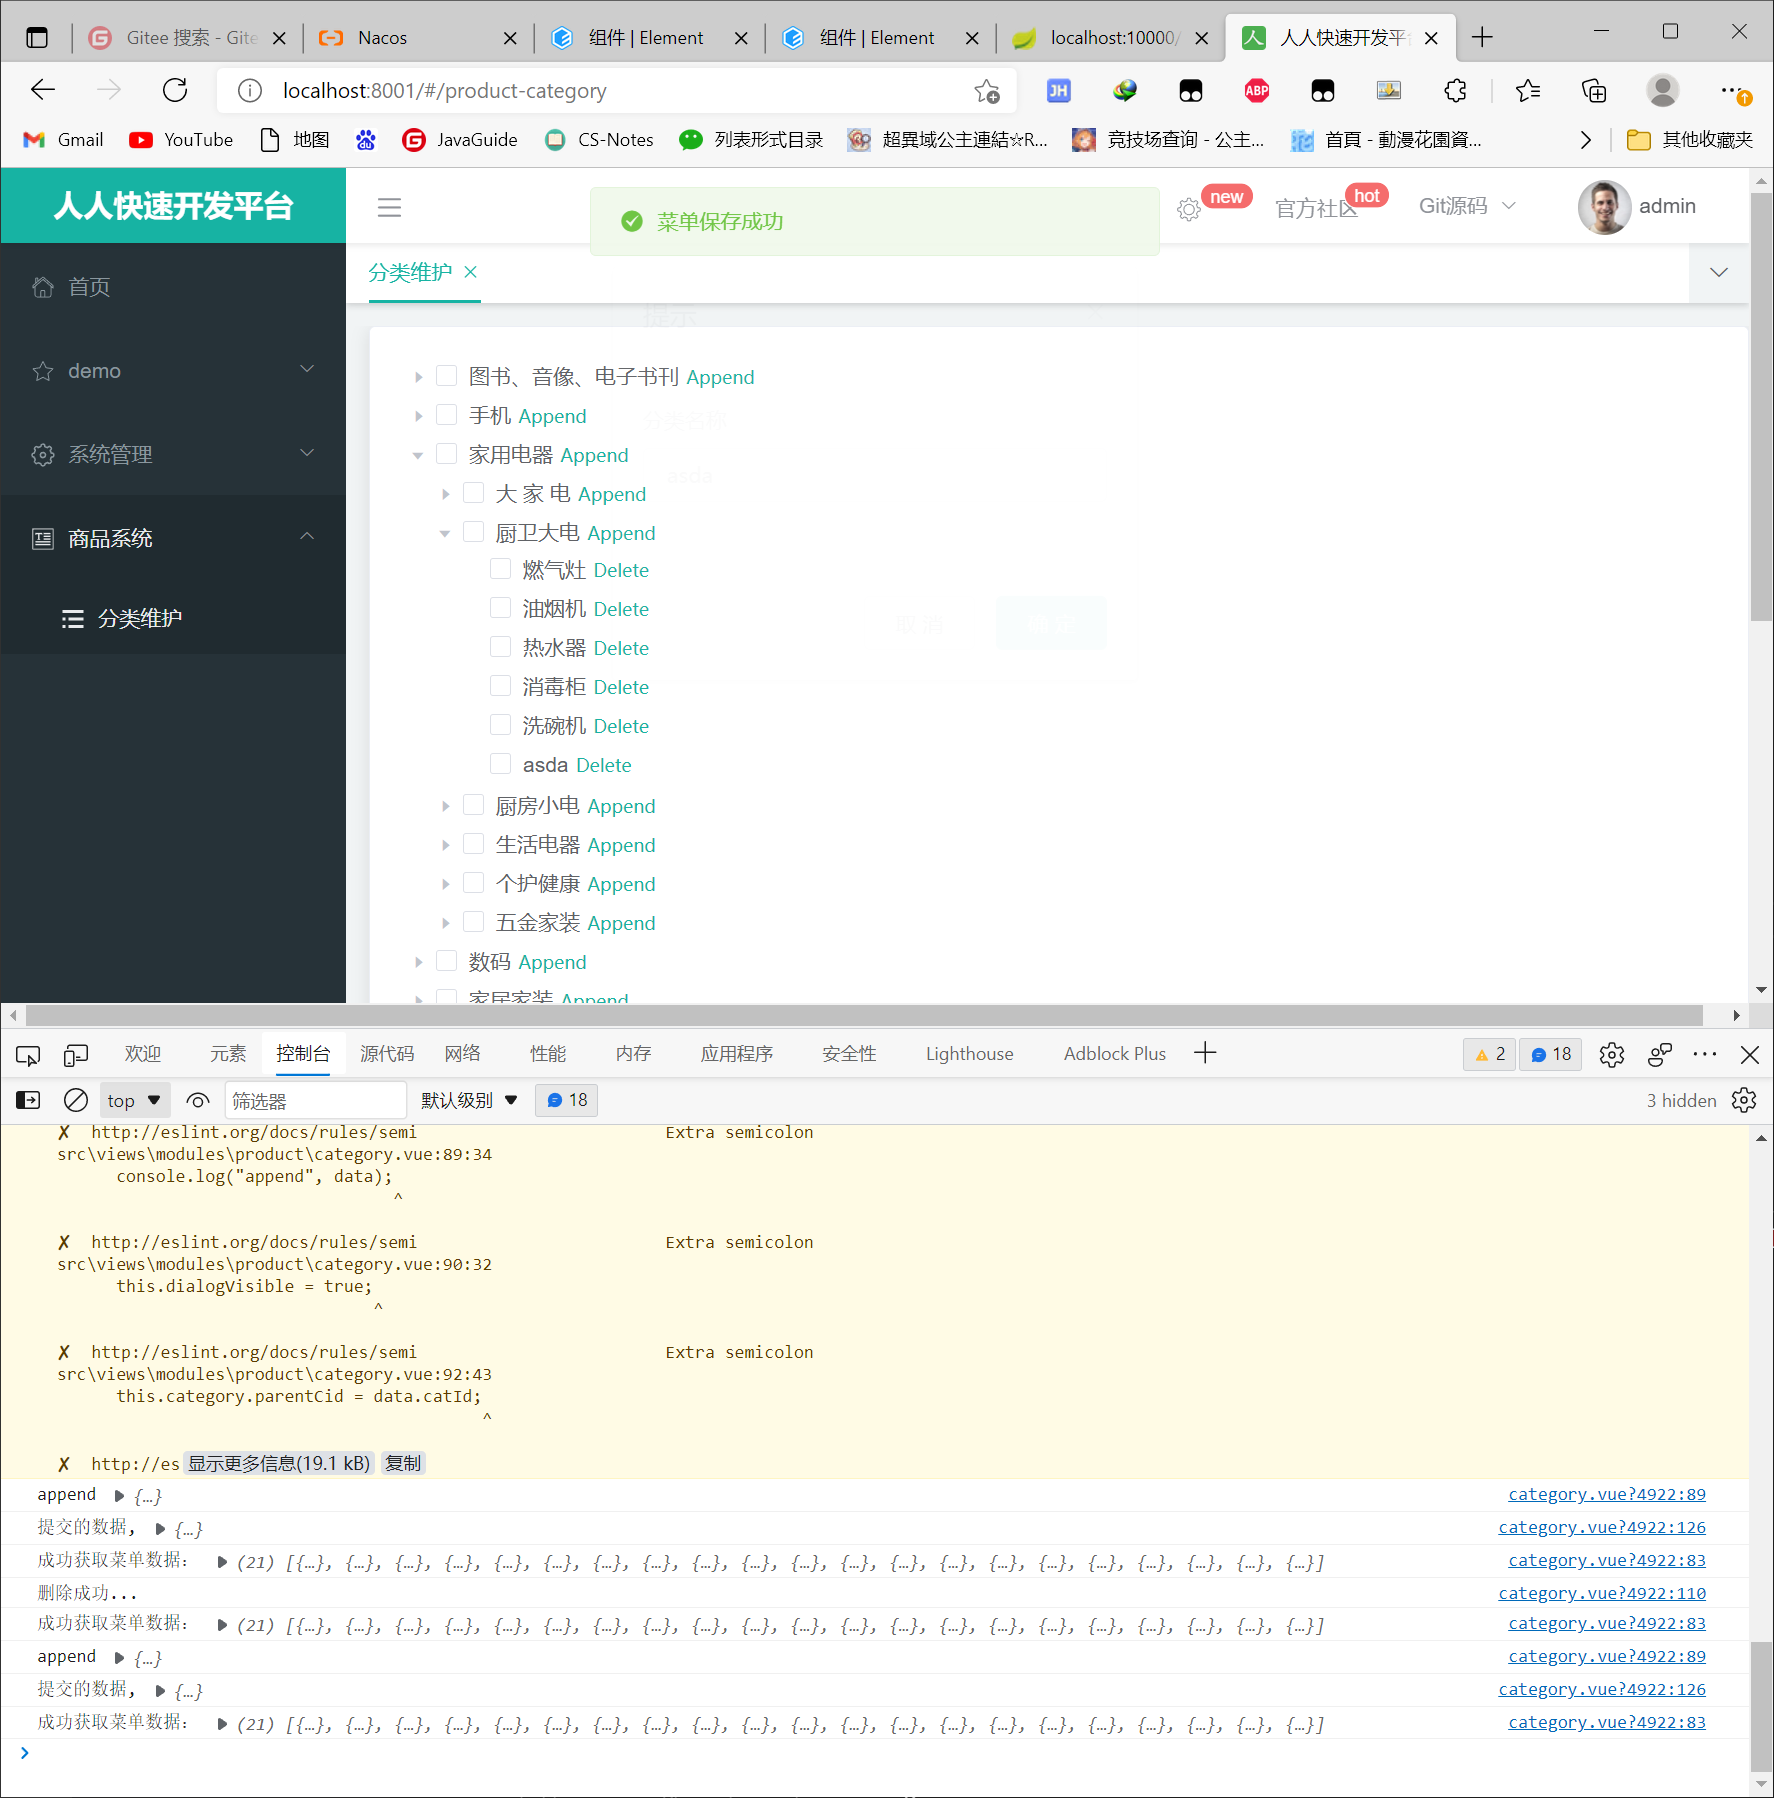 Gitee 搜索 - Gite
Nacos
组件 | Element
组件 | Element
localhost:10000/
人人快速开发平台
localhost:8001/#/product-category
JH
ABP
Gmail
YouTube
地图
du
JavaGuide
CS-Notes
列表形式目录
超異域公主連結☆R...
竞技场查询 - 公主...
首頁 - 動漫花園資...
其他收藏夹
人人快速开发平台
菜单保存成功
new
官方社区
hot
Git源码
admin
分类维护
首页
demo
系统管理
商品系统
分类维护
提示
分类名称
asda
取 消
图书、音像、电子书刊 Append
手机 Append
家用电器 Append
大 家 电 Append
厨卫大电 Append
燃气灶 Delete
油烟机 Delete
热水器 Delete
消毒柜 Delete
洗碗机 Delete
asda Delete
厨房小电 Append
生活电器 Append
个护健康 Append
五金家装 Append
数码 Append
家居家装 Append
欢迎 元素 控制台 源代码 网络 性能 内存 应用程序 安全性 Lighthouse Adblock Plus 2 18
top 筛选器 默认级别 18 3 hidden
✘ http://eslint.org/docs/rules/semi Extra semicolon
src\views\modules\product\category.vue:89:34
console.log("append", data);
^
✘ http://eslint.org/docs/rules/semi Extra semicolon
src\views\modules\product\category.vue:90:32
this.dialogVisible = true;
^
✘ http://eslint.org/docs/rules/semi Extra semicolon
src\views\modules\product\category.vue:92:43
this.category.parentCid = data.catId;
^
✘ http://es 显示更多信息(19.1 kB) 复制
append ▶ {…} category.vue?4922:89
提交的数据, ▶ {…} category.vue?4922:126
成功获取菜单数据: ▶ (21) [{…}, {…}, {…}, {…}, {…}, {…}, {…}, {…}, {…}, {…}, {…}, {…}, {…}, {…}, {…}, {…}, {…}, {…}, {…}, {…}, {…}] category.vue?4922:83
删除成功... category.vue?4922:110
成功获取菜单数据: ▶ (21) [{…}, {…}, {…}, {…}, {…}, {…}, {…}, {…}, {…}, {…}, {…}, {…}, {…}, {…}, {…}, {…}, {…}, {…}, {…}, {…}, {…}] category.vue?4922:83
append ▶ {…} category.vue?4922:89
提交的数据, ▶ {…} category.vue?4922:126
成功获取菜单数据: ▶ (21) [{…}, {…}, {…}, {…}, {…}, {…}, {…}, {…}, {…}, {…}, {…}, {…}, {…}, {…}, {…}, {…}, {…}, {…}, {…}, {…}, {…}] category.vue?4922:83